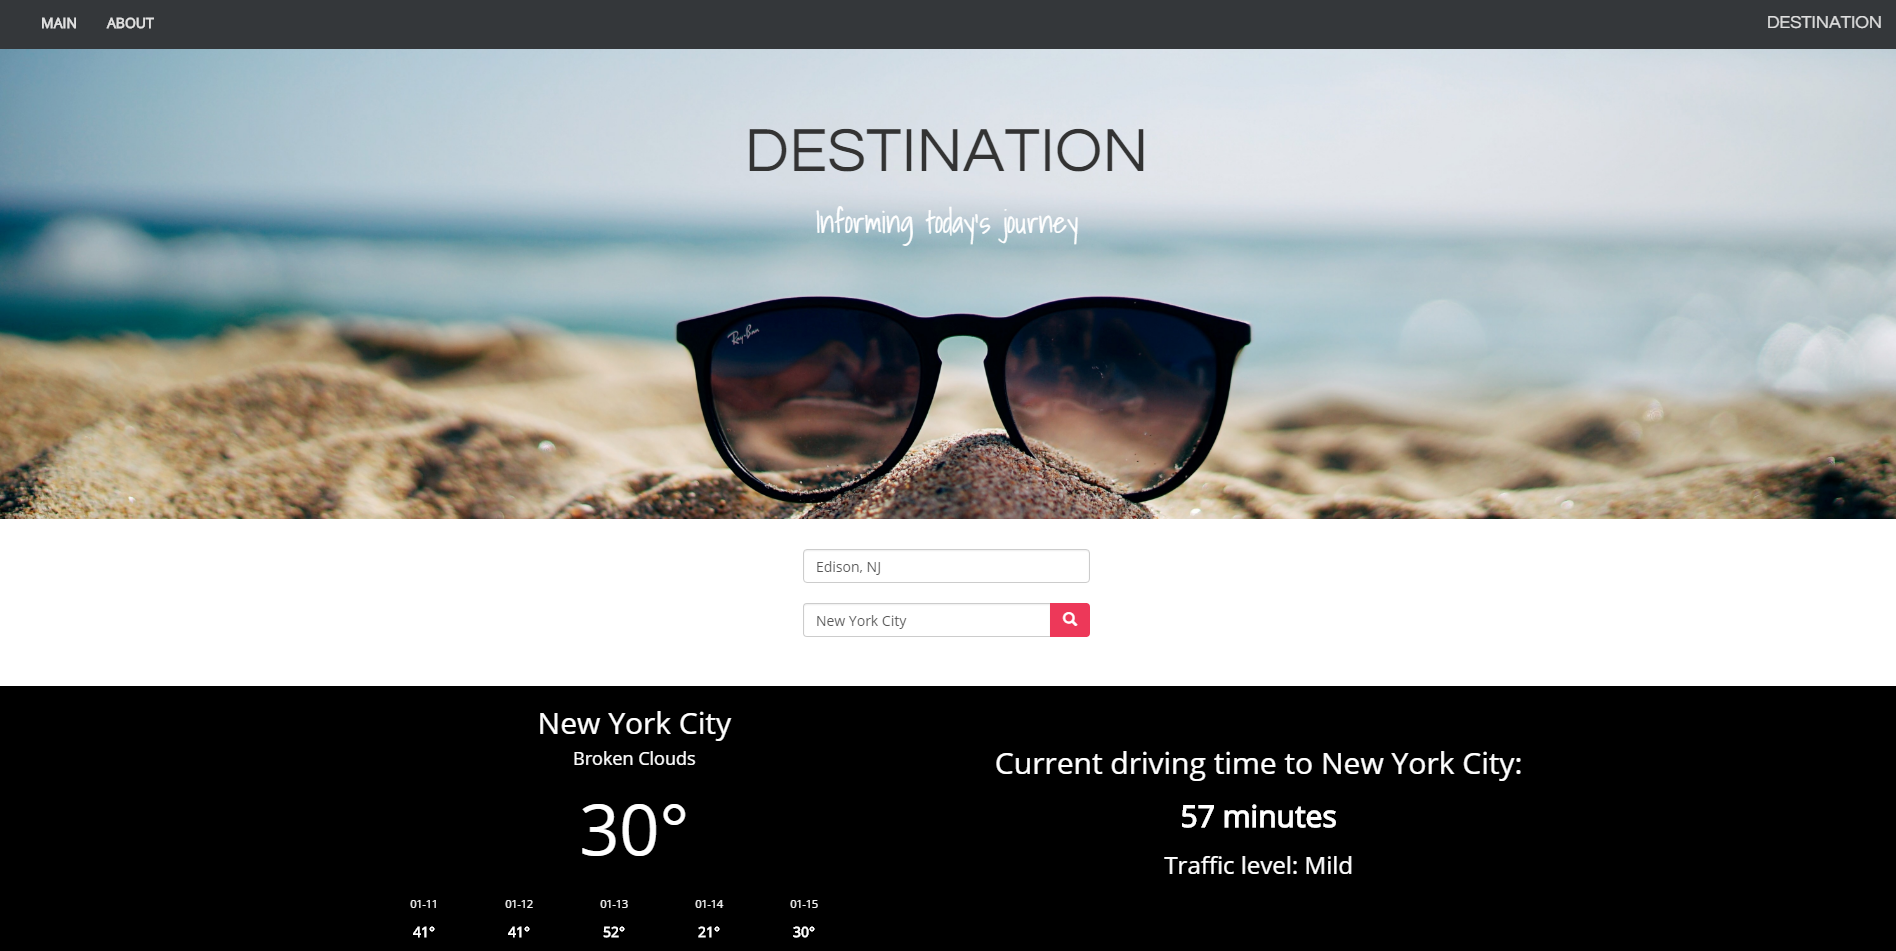 MAIN ABOUT DESTINATION
DESTINATION
Informing today's journey
Ray-Ban
Edison, NJ
New York City
New York City
Broken Clouds
30°
01-11 01-12 01-13 01-14 01-15
41° 41° 52° 21° 30°
Current driving time to New York City:
57 minutes
Traffic level: Mild